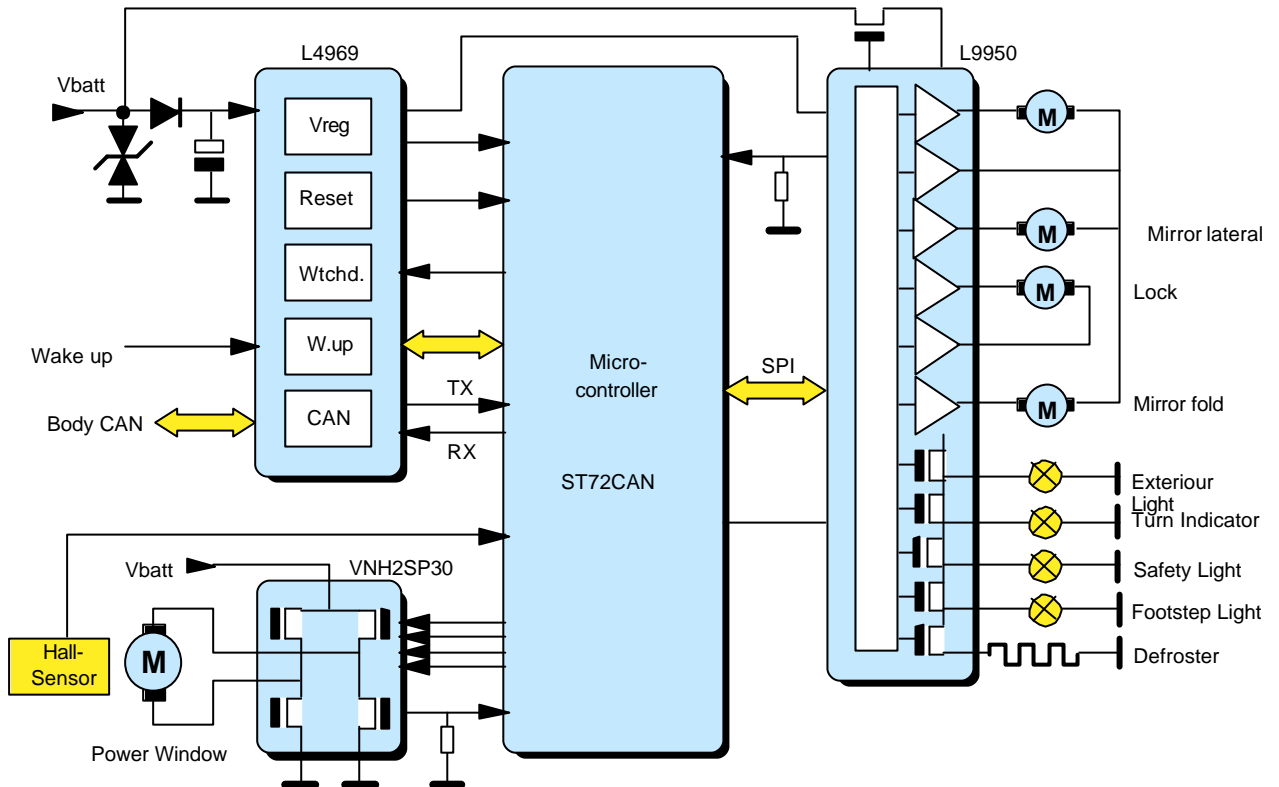 L4969
L9950
Vbatt
Vreg
M
Reset
M
Mirror lateral
Wtchd.
M
Lock
Wake up
W.up
Micro-
controller
SPI
TX
M
Mirror fold
Body CAN
CAN
RX
ST72CAN
Exteriour
Light
Turn Indicator
Vbatt
VNH2SP30
Safety Light
Footstep Light
Hall-
Sensor
M
Defroster
Power Window